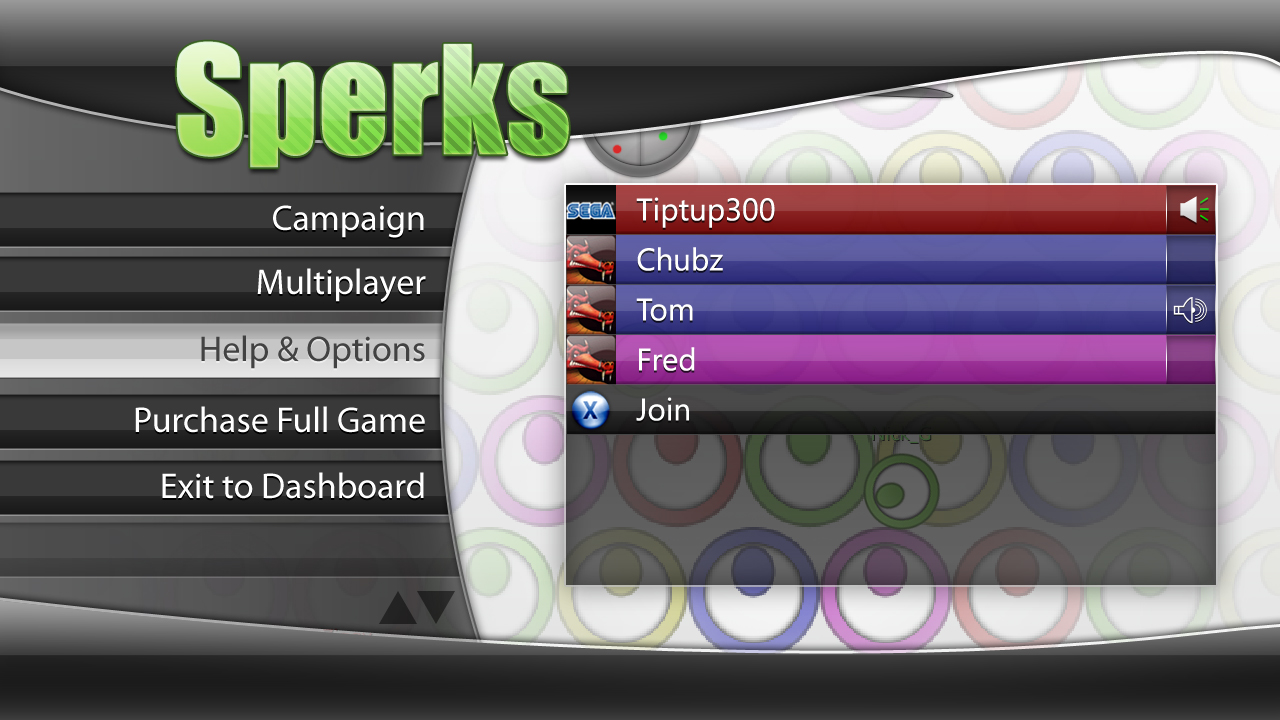 Sperks
Campaign
Multiplayer
Help & Options
Purchase Full Game
Exit to Dashboard
SEGA
Tiptup300
Chubz
Tom
Fred
X
Join